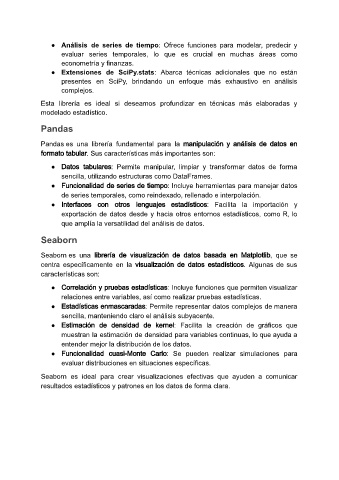 ● Análisis de series de tiempo: Ofrece funciones para modelar, predecir y
evaluar series temporales, lo que es crucial en muchas áreas como
econometría y finanzas.
● Extensiones de SciPy.stats: Abarca técnicas adicionales que no están
presentes en SciPy, brindando un enfoque más exhaustivo en análisis
complejos.
Esta librería es ideal si deseamos profundizar en técnicas más elaboradas y
modelado estadístico.
Pandas
Pandas es una librería fundamental para la manipulación y análisis de datos en
formato tabular. Sus características más importantes son:
● Datos tabulares: Permite manipular, limpiar y transformar datos de forma
sencilla, utilizando estructuras como DataFrames.
● Funcionalidad de series de tiempo: Incluye herramientas para manejar datos
de series temporales, como reindexado, rellenado e interpolación.
● Interfaces con otros lenguajes estadísticos: Facilita la importación y
exportación de datos desde y hacia otros entornos estadísticos, como R, lo
que amplía la versatilidad del análisis de datos.
Seaborn
Seaborn es una librería de visualización de datos basada en Matplotlib, que se
centra específicamente en la visualización de datos estadísticos. Algunas de sus
características son:
● Correlación y pruebas estadísticas: Incluye funciones que permiten visualizar
relaciones entre variables, así como realizar pruebas estadísticas.
● Estadísticas enmascaradas: Permite representar datos complejos de manera
sencilla, manteniendo claro el análisis subyacente.
● Estimación de densidad de kernel: Facilita la creación de gráficos que
muestran la estimación de densidad para variables continuas, lo que ayuda a
entender mejor la distribución de los datos.
● Funcionalidad cuasi-Monte Carlo: Se pueden realizar simulaciones para
evaluar distribuciones en situaciones específicas.
Seaborn es ideal para crear visualizaciones efectivas que ayuden a comunicar
resultados estadísticos y patrones en los datos de forma clara.